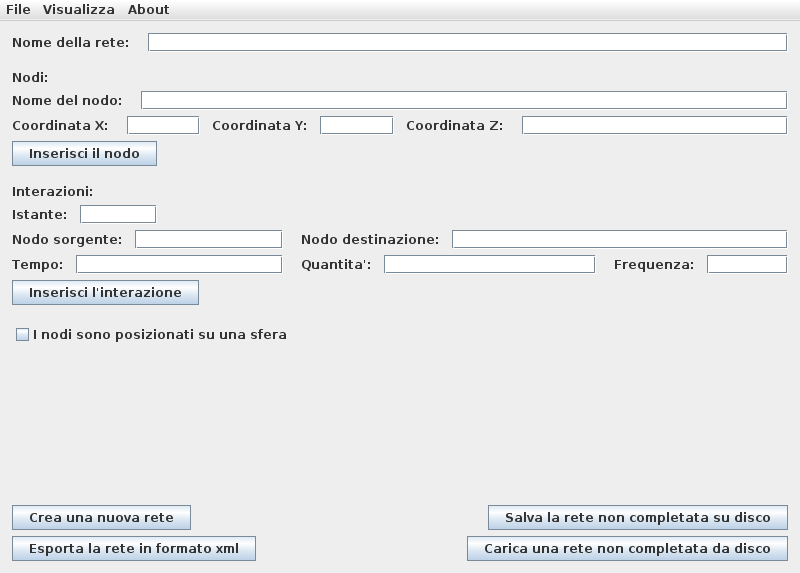 File Visualizza About
Nome della rete:
Nodi:
Nome del nodo:
Coordinata X: Coordinata Y: Coordinata Z:
Inserisci il nodo
Interazioni:
Istante:
Nodo sorgente: Nodo destinazione:
Tempo: Quantita': Frequenza:
Inserisci l'interazione
I nodi sono posizionati su una sfera
Crea una nuova rete Salva la rete non completata su disco
Esporta la rete in formato xml Carica una rete non completata da disco